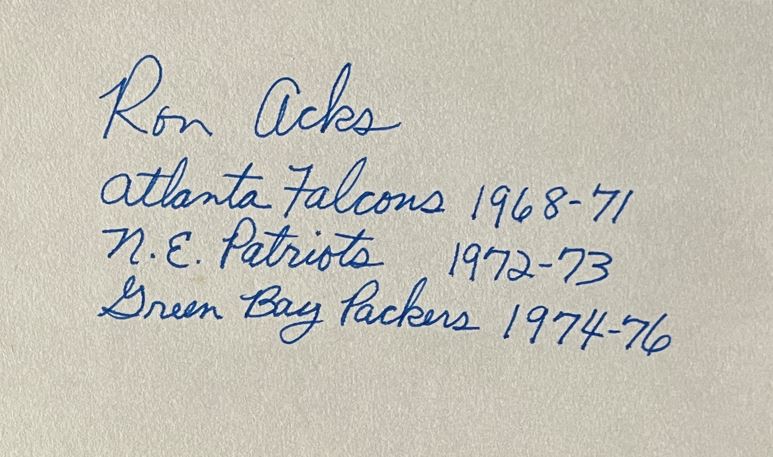 Ron Acks
Atlanta Falcons 1968-71
N.E. Patriots 1972-73
Green Bay Packers 1974-76